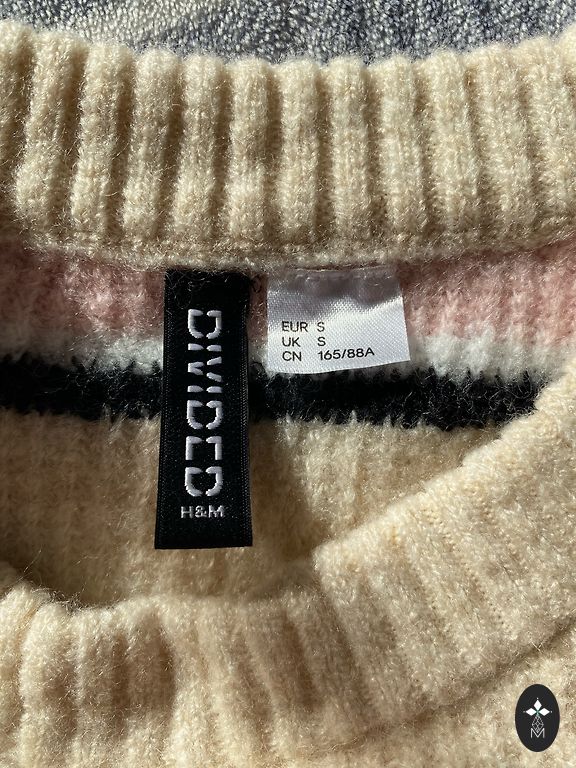 DIVIDED
H&M
EUR S
UK S
CN 165/88A
M